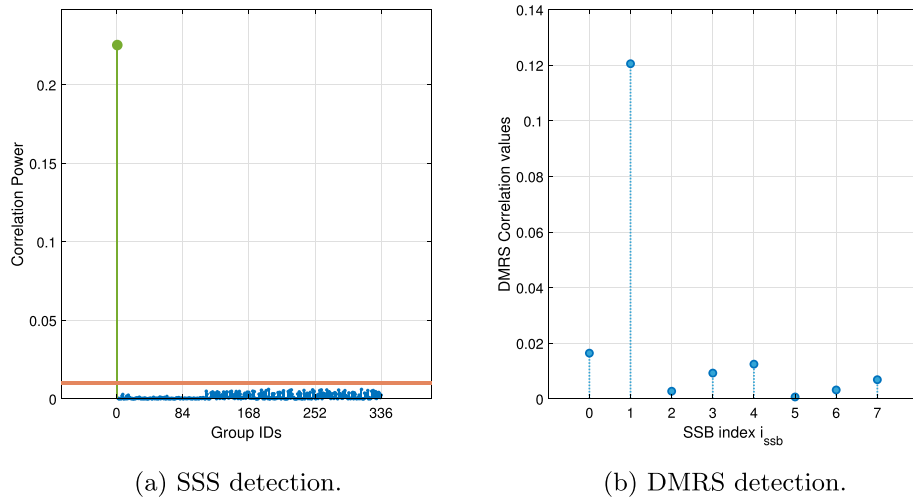 0.2
0.15
0.1
0.05
0
Correlation Power
0 84 168 252 336
Group IDs
(a) SSS detection.
0.14
0.12
0.1
0.08
0.06
0.04
0.02
0
DMRS Correlation values
0 1 2 3 4 5 6 7
SSB index i_ssb
(b) DMRS detection.